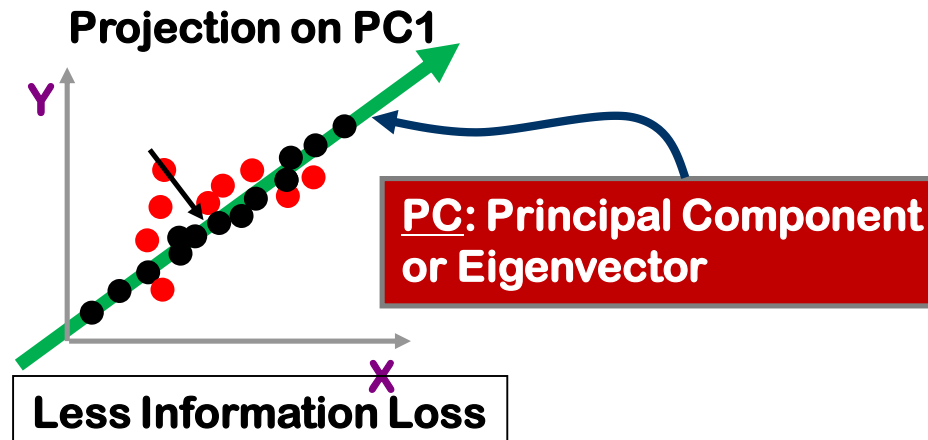 Projection on PC1
Y
PC: Principal Component
or Eigenvector
X
Less Information Loss